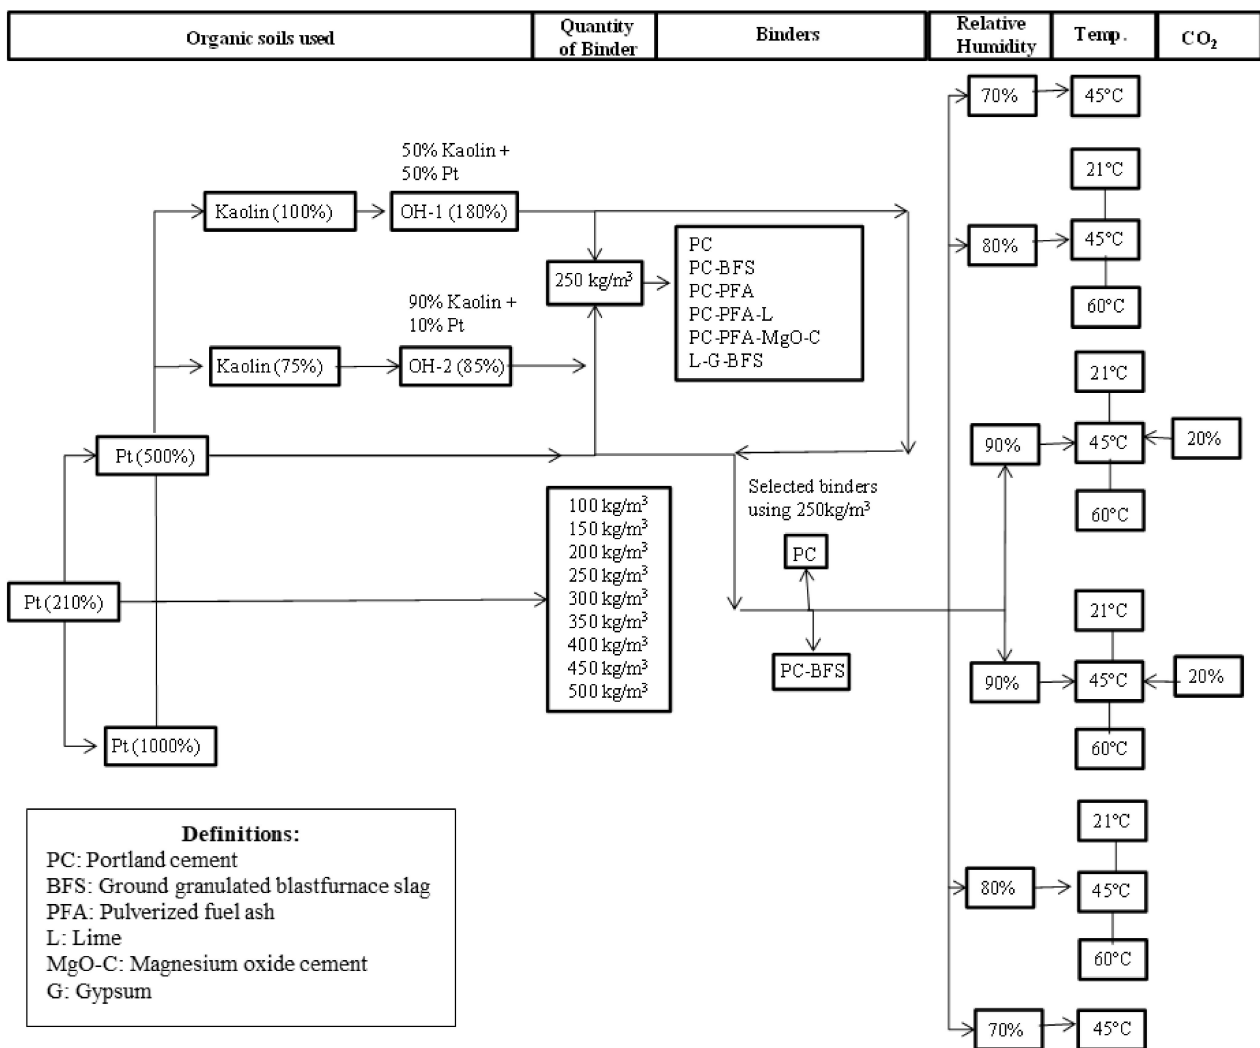 Organic soils used
Quantity
of Binder
Binders
Relative
Humidity
Temp.
CO₂
70%
45°C
50% Kaolin +
50% Pt
21°C
Kaolin (100%)
OH-1 (180%)
80%
45°C
PC
PC-BFS
PC-PFA
PC-PFA-L
PC-PFA-MgO-C
L-G-BFS
250 kg/m³
60°C
90% Kaolin +
10% Pt
Kaolin (75%)
OH-2 (85%)
21°C
Pt (500%)
90%
45°C
20%
Selected binders
using 250kg/m³
60°C
100 kg/m³
150 kg/m³
200 kg/m³
250 kg/m³
300 kg/m³
350 kg/m³
400 kg/m³
450 kg/m³
500 kg/m³
PC
Pt (210%)
21°C
PC-BFS
90%
45°C
20%
Pt (1000%)
60°C
21°C
Definitions:
PC: Portland cement
BFS: Ground granulated blastfurnace slag
PFA: Pulverized fuel ash
L: Lime
MgO-C: Magnesium oxide cement
G: Gypsum
80%
45°C
60°C
70%
45°C